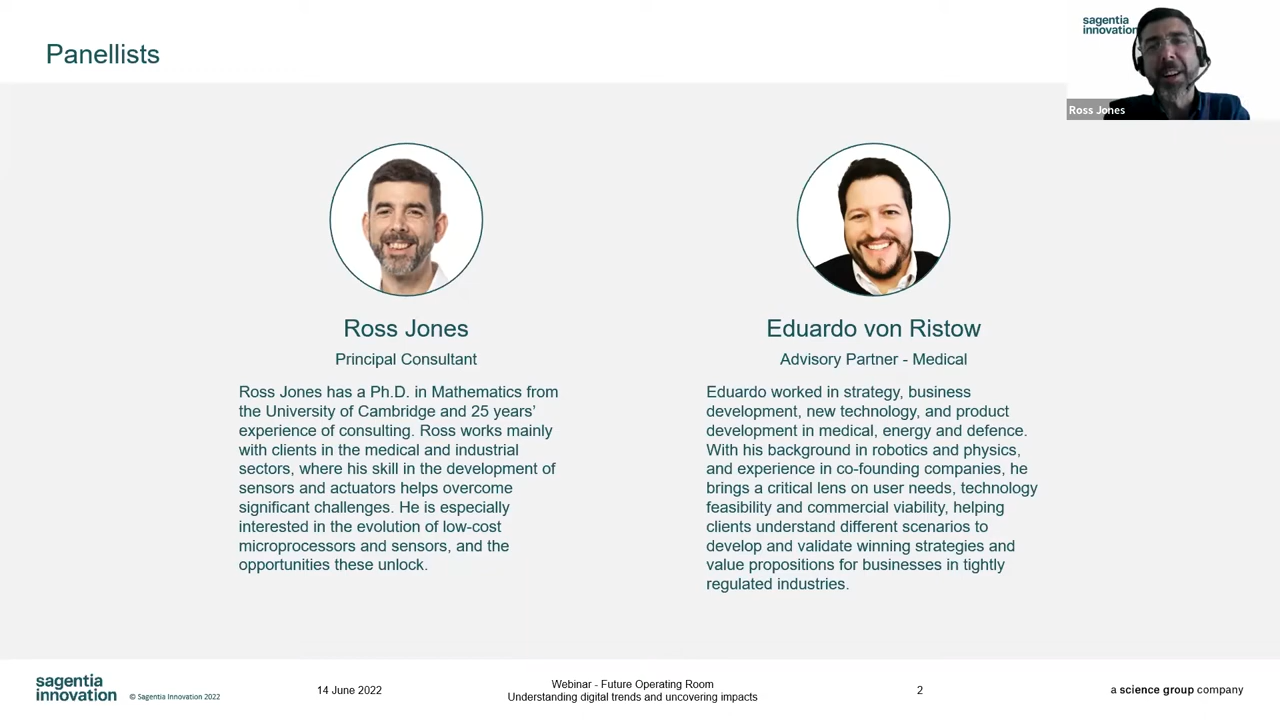 Panellists
sagentia
innovation
Ross Jones
Ross Jones
Principal Consultant
Ross Jones has a Ph.D. in Mathematics from
the University of Cambridge and 25 years’
experience of consulting. Ross works mainly
with clients in the medical and industrial
sectors, where his skill in the development of
sensors and actuators helps overcome
significant challenges. He is especially
interested in the evolution of low-cost
microprocessors and sensors, and the
opportunities these unlock.
Eduardo von Ristow
Advisory Partner - Medical
Eduardo worked in strategy, business
development, new technology, and product
development in medical, energy and defence.
With his background in robotics and physics,
and experience in co-founding companies, he
brings a critical lens on user needs, technology
feasibility and commercial viability, helping
clients understand different scenarios to
develop and validate winning strategies and
value propositions for businesses in tightly
regulated industries.
sagentia
innovation
© Sagentia Innovation 2022
14 June 2022
Webinar - Future Operating Room
Understanding digital trends and uncovering impacts
2
a science group company